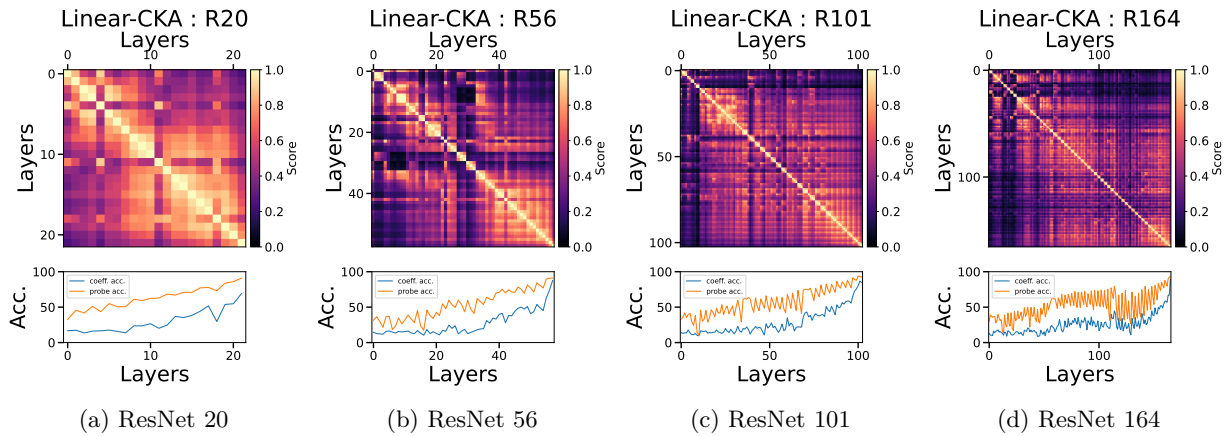 Linear-CKA : R20
Layers
0 10 20
0
10
20
Layers
1.0
0.8
0.6
0.4
0.2
0.0
Score
100
50
0
Acc.
coeff. acc.
probe acc.
0 10 20
Layers
(a) ResNet 20
Linear-CKA : R56
Layers
0 20 40
0
20
40
Layers
1.0
0.8
0.6
0.4
0.2
0.0
Score
100
50
0
Acc.
coeff. acc.
probe acc.
0 20 40
Layers
(b) ResNet 56
Linear-CKA : R101
Layers
0 50 100
0
50
100
Layers
1.0
0.8
0.6
0.4
0.2
0.0
Score
100
50
0
Acc.
coeff. acc.
probe acc.
0 50 100
Layers
(c) ResNet 101
Linear-CKA : R164
Layers
0 100
0
100
Layers
1.0
0.8
0.6
0.4
0.2
0.0
Score
100
50
0
Acc.
coeff. acc.
probe acc.
0 100
Layers
(d) ResNet 164